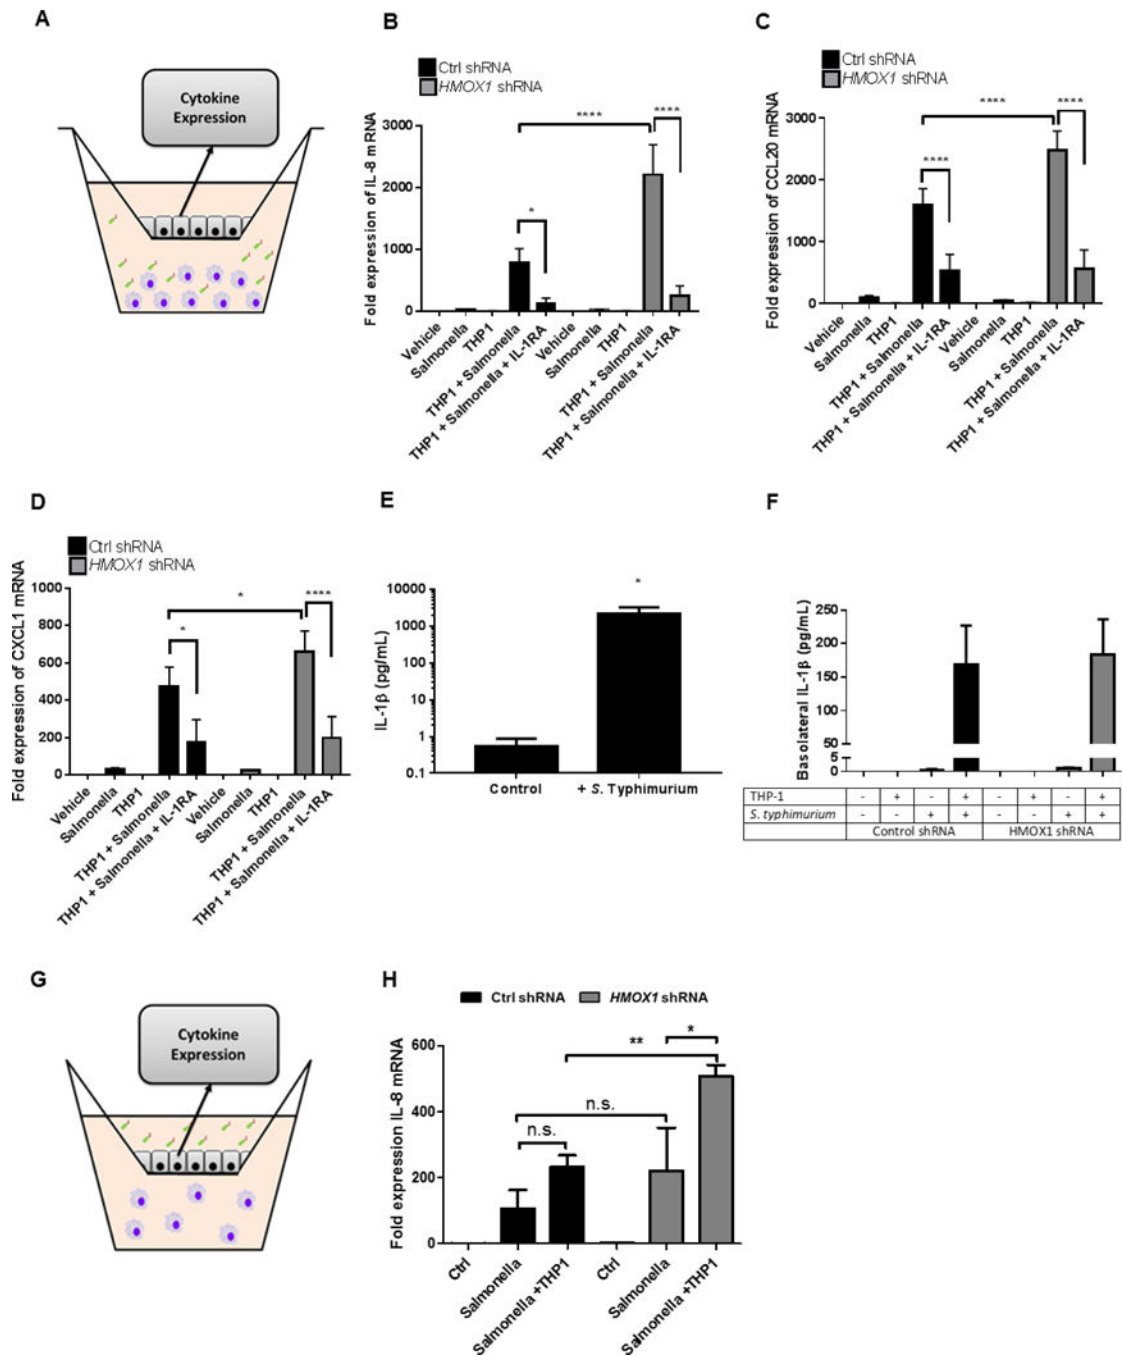 A
Cytokine
Expression
B
Ctrl shRNA
HMOX1 shRNA
Fold expression of IL-8 mRNA
3000
2000
1000
0
*
****
****
Vehicle
Salmonella
THP1
THP1 + Salmonella
THP1 + Salmonella + IL-1RA
Vehicle
Salmonella
THP1
THP1 + Salmonella
THP1 + Salmonella + IL-1RA
C
Ctrl shRNA
HMOX1 shRNA
Fold expression of CCL20 mRNA
3000
2000
1000
0
****
****
****
Vehicle
Salmonella
THP1
THP1 + Salmonella
THP1 + Salmonella + IL-1RA
Vehicle
Salmonella
THP1
THP1 + Salmonella
THP1 + Salmonella + IL-1RA
D
Ctrl shRNA
HMOX1 shRNA
Fold expression of CXCL1 mRNA
1000
800
600
400
200
0
*
*
****
Vehicle
Salmonella
THP1
THP1 + Salmonella
THP1 + Salmonella + IL-1RA
Vehicle
Salmonella
THP1
THP1 + Salmonella
THP1 + Salmonella + IL-1RA
E
IL-1β (pg/mL)
10000
1000
100
10
1
0.1
*
Control
+ S. Typhimurium
F
Basolateral IL-1β (pg/mL)
250
200
150
100
50
5
0
THP-1 - + - + - + - +
S. typhimurium - - + + - - + +
Control shRNA HMOX1 shRNA
G
Cytokine
Expression
H
Ctrl shRNA HMOX1 shRNA
Fold expression IL-8 mRNA
600
400
200
0
n.s.
n.s.
**
*
Ctrl
Salmonella
Salmonella +THP1
Ctrl
Salmonella
Salmonella +THP1